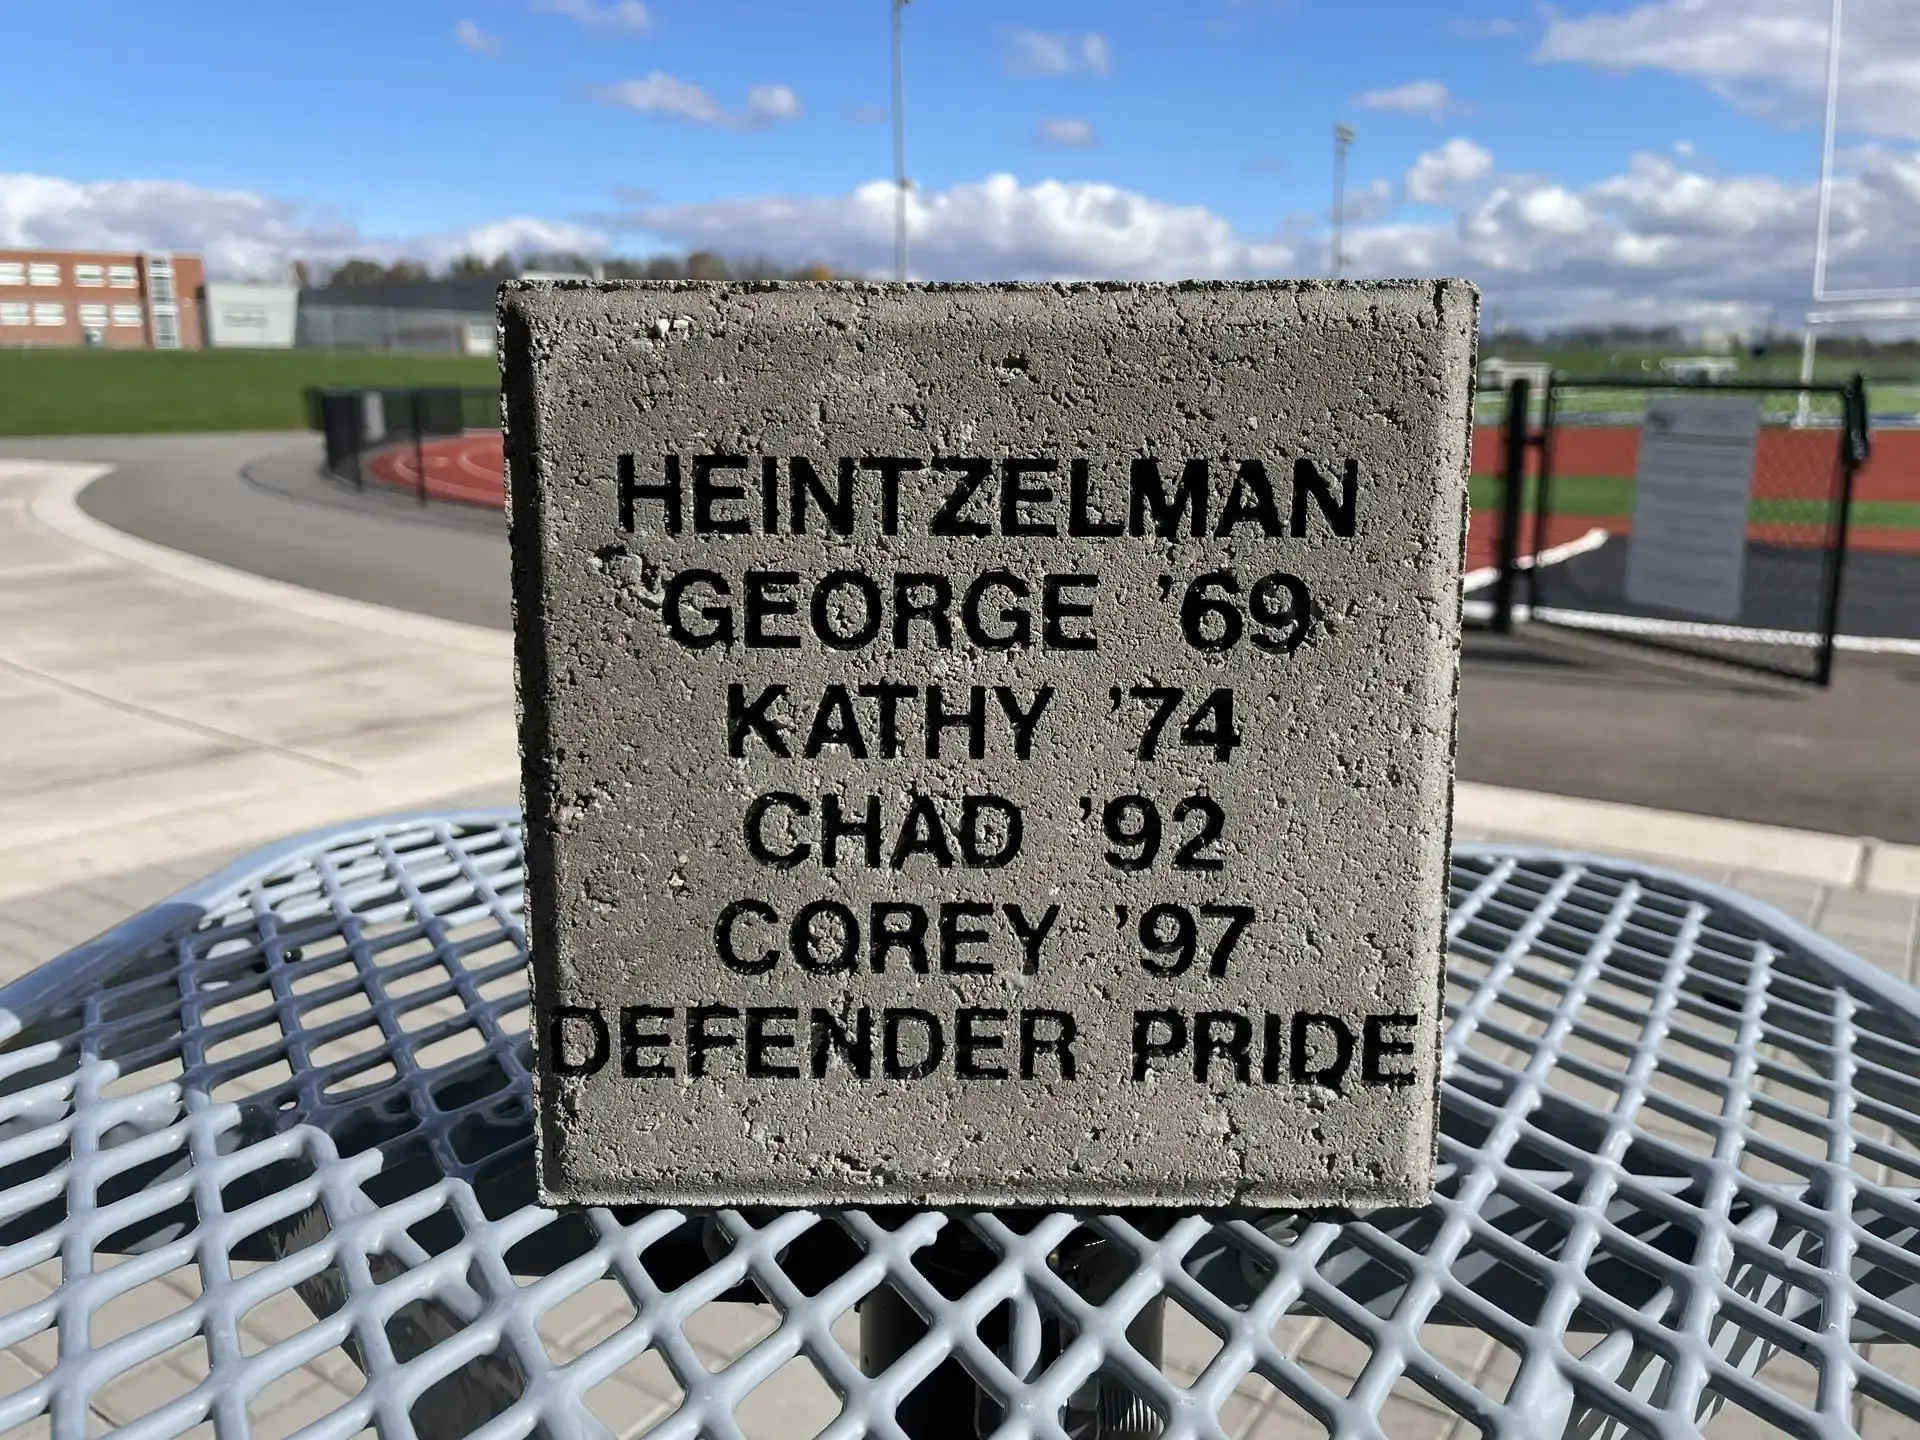 HEINTZELMAN
GEORGE '69
KATHY '74
CHAD '92
COREY '97
DEFENDER PRIDE